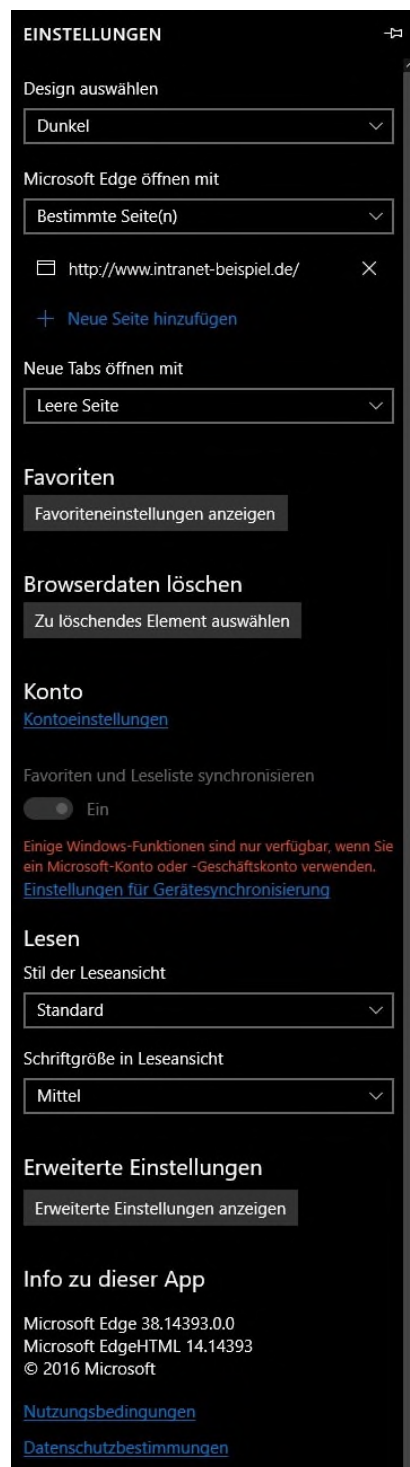 EINSTELLUNGEN
Design auswählen
Dunkel
Microsoft Edge öffnen mit
Bestimmte Seite(n)
http://www.intranet-beispiel.de/
Neue Seite hinzufügen
Neue Tabs öffnen mit
Leere Seite
Favoriten
Favoriteneinstellungen anzeigen
Browserdaten löschen
Zu löschendes Element auswählen
Konto
Kontoeinstellungen
Favoriten und Leseliste synchronisieren
Ein
Einige Windows-Funktionen sind nur verfügbar, wenn Sie
ein Microsoft-Konto oder -Geschäftskonto verwenden.
Einstellungen für Gerätesynchronisierung
Lesen
Stil der Leseansicht
Standard
Schriftgröße in Leseansicht
Mittel
Erweiterte Einstellungen
Erweiterte Einstellungen anzeigen
Info zu dieser App
Microsoft Edge 38.14393.0.0
Microsoft EdgeHTML 14.14393
© 2016 Microsoft
Nutzungsbedingungen
Datenschutzbestimmungen